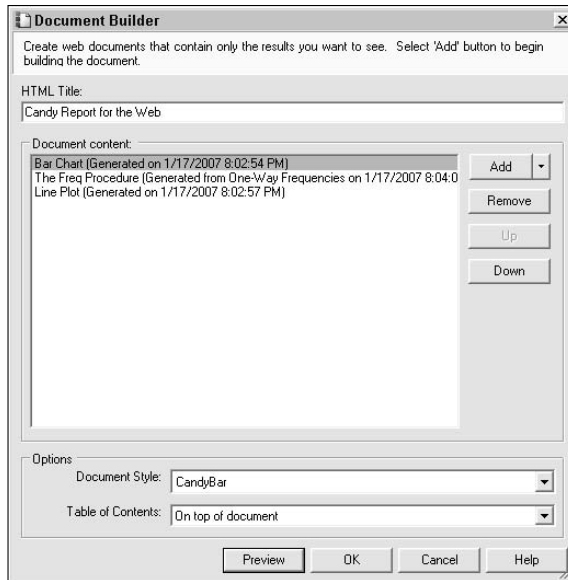 Document Builder
Create web documents that contain only the results you want to see. Select 'Add' button to begin
building the document.
HTML Title:
Candy Report for the Web
Document content:
Bar Chart (Generated on 1/17/2007 8:02:54 PM)
The Freq Procedure (Generated from One-Way Frequencies on 1/17/2007 8:04:0
Line Plot (Generated on 1/17/2007 8:02:57 PM)
Add
Remove
Up
Down
Options
Document Style: CandyBar
Table of Contents: On top of document
Preview OK Cancel Help